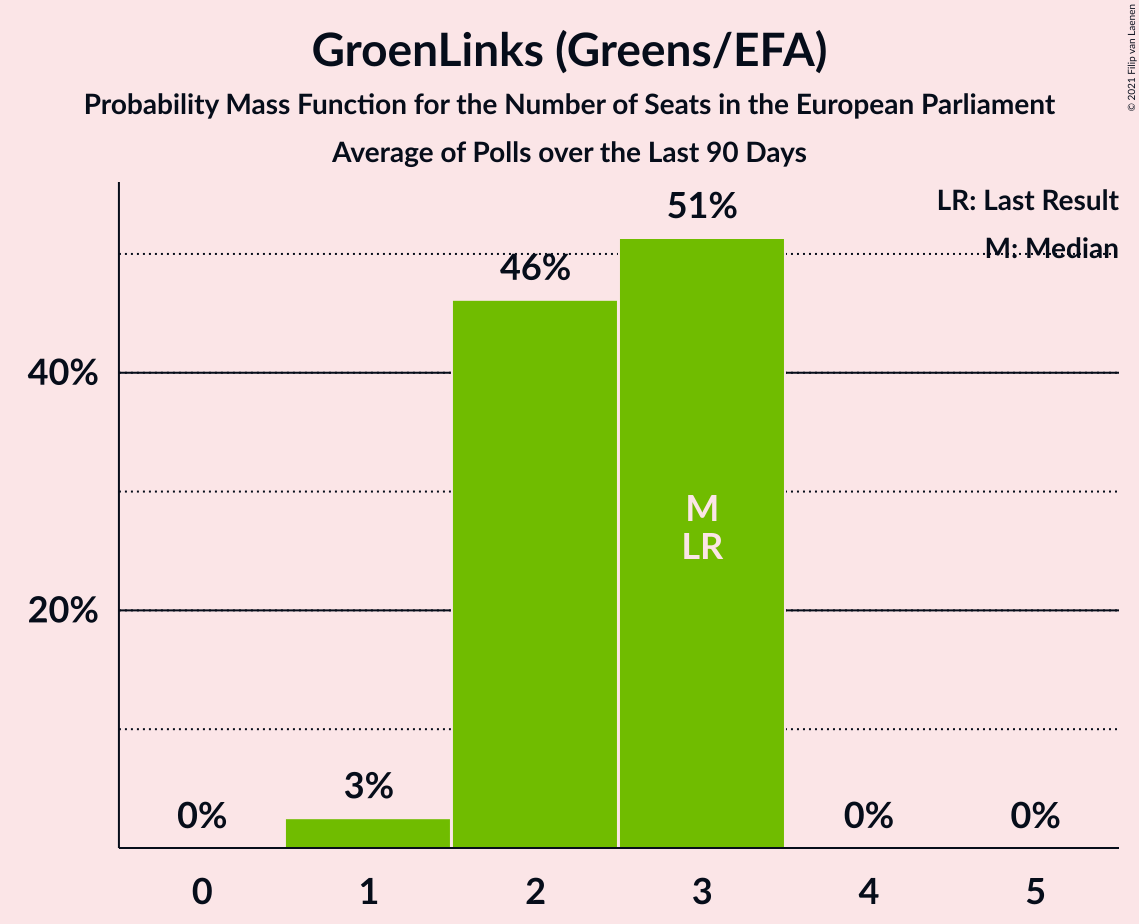 GroenLinks (Greens/EFA)
Probability Mass Function for the Number of Seats in the European Parliament
Average of Polls over the Last 90 Days
© 2021 Filip van Laenen
LR: Last Result
M: Median
51%
46%
40%
M
LR
20%
3%
0%
0%
0%
0 1 2 3 4 5